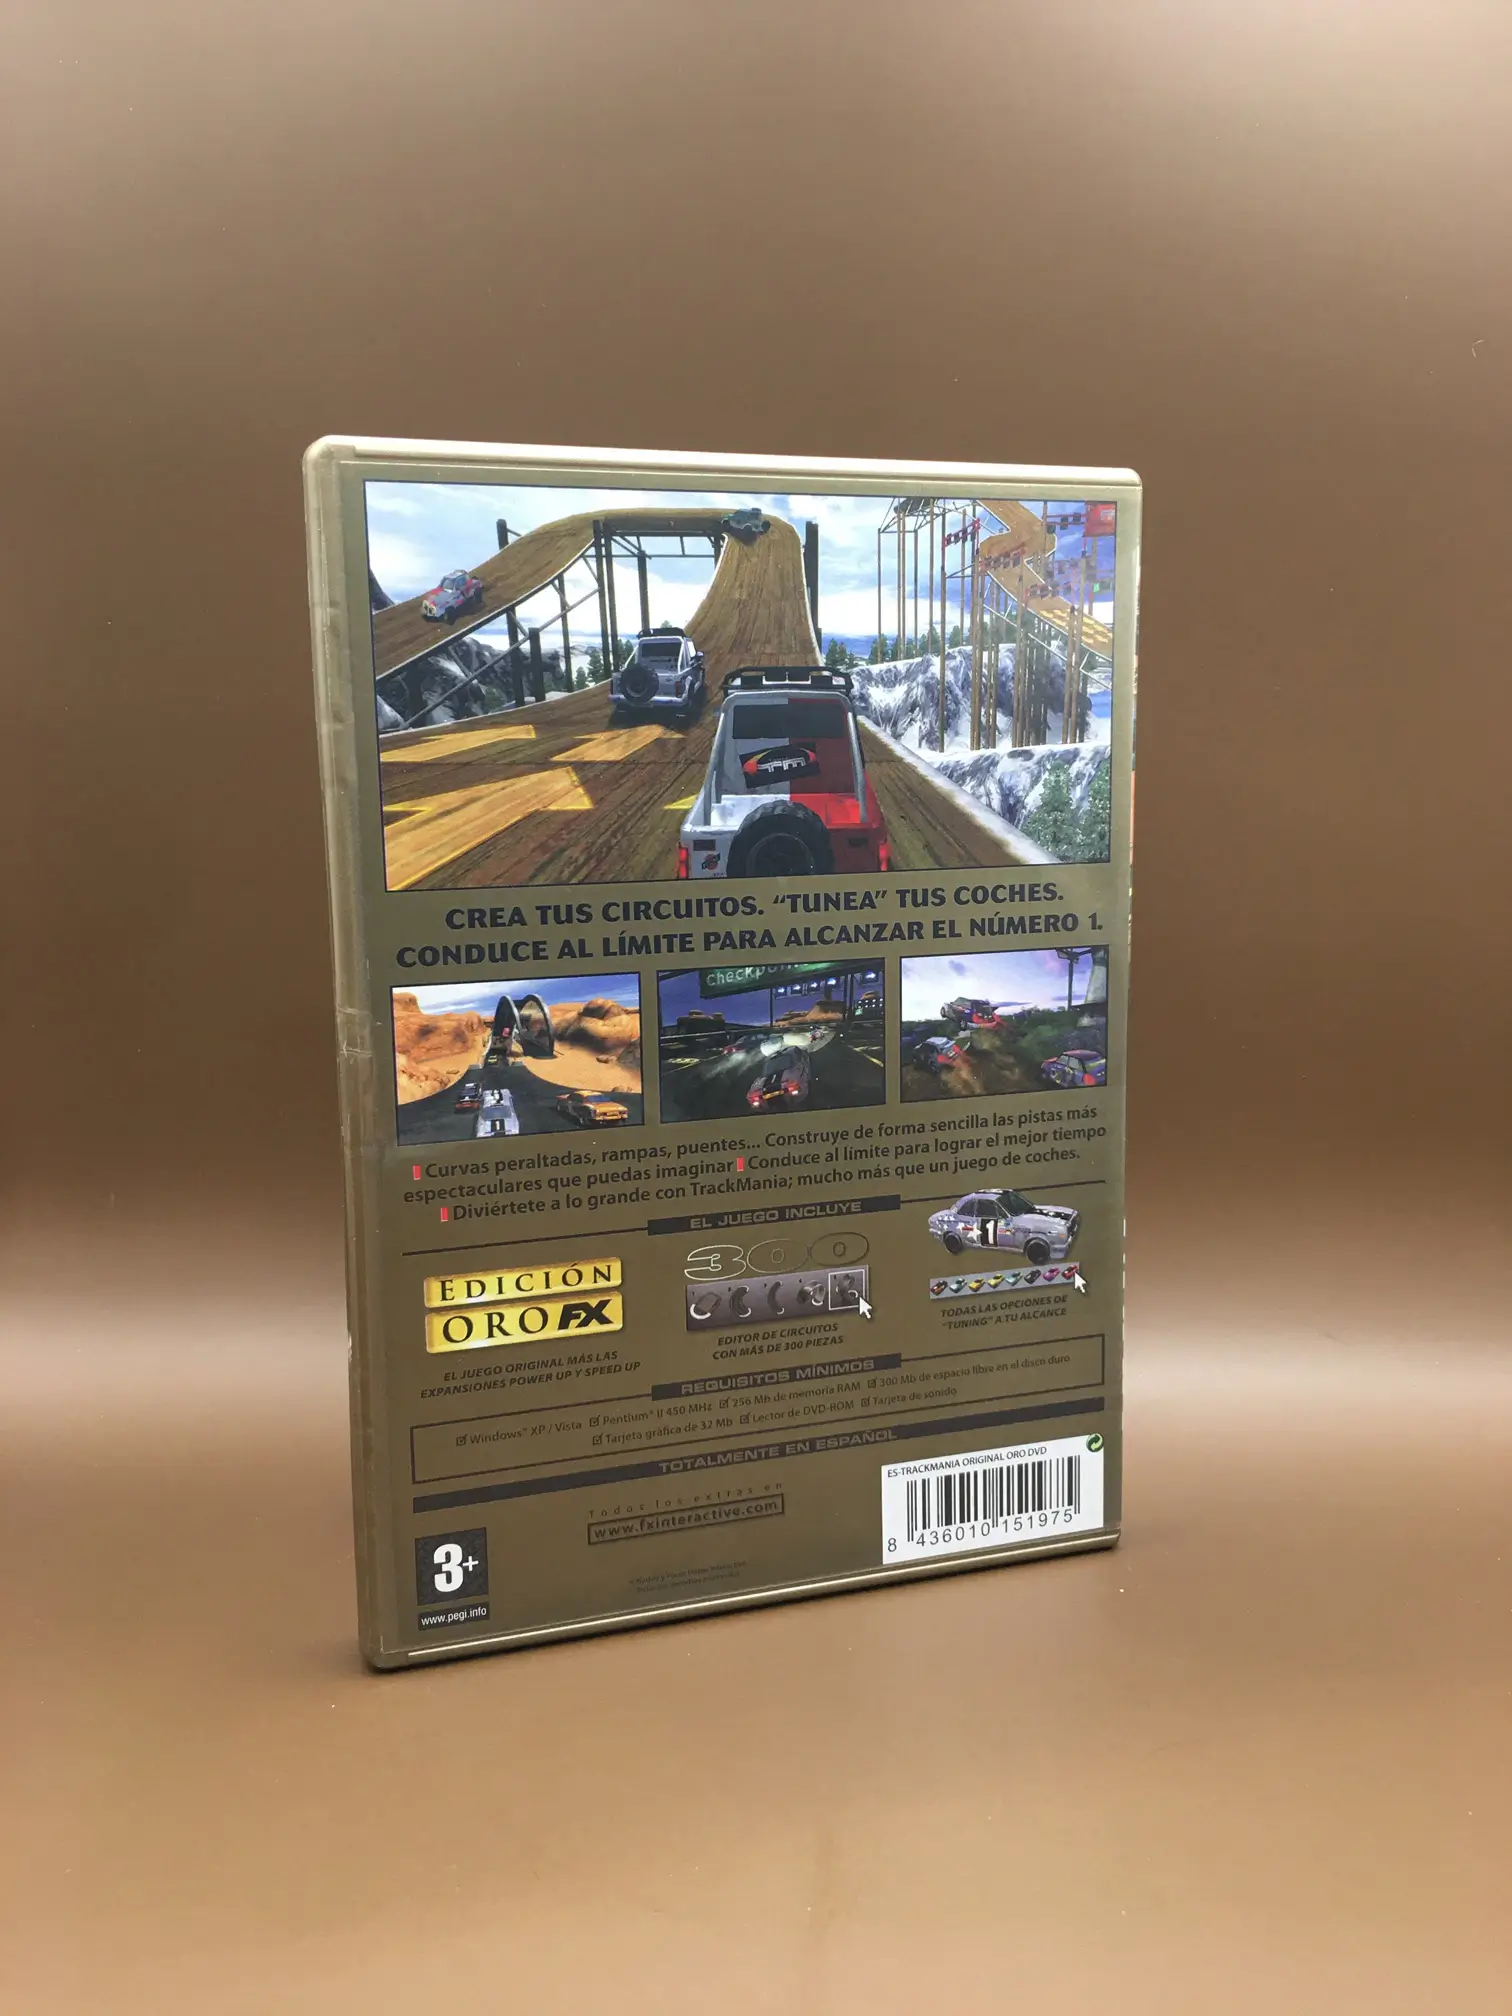 TM
CREA TUS CIRCUITOS. “TUNEA” TUS COCHES.
CONDUCE AL LÍMITE PARA ALCANZAR EL NÚMERO 1.
Checkpoint
1
1
Curvas peraltadas, rampas, puentes... Construye de forma sencilla las pistas más
espectaculares que puedas imaginar Conduce al límite para lograr el mejor tiempo
Diviértete a lo grande con TrackMania; mucho más que un juego de coches.
EL JUEGO INCLUYE
EDICIÓN
ORO FX
EL JUEGO ORIGINAL MÁS LAS
EXPANSIONES POWER UP Y SPEED UP
300
EDITOR DE CIRCUITOS
CON MÁS DE 300 PIEZAS
1
TODAS LAS OPCIONES DE
"TUNING" A TU ALCANCE
REQUISITOS MÍNIMOS
Windows™ XP / Vista Pentium® II 450 MHz 256 Mb de memoria RAM 300 Mb de espacio libre en el disco duro
Tarjeta gráfica de 32 Mb Lector de DVD-ROM Tarjeta de sonido
TOTALMENTE EN ESPAÑOL
Todos los extras en
www.fxinteractive.com
3+
www.pegi.info
ES-TRACKMANIA ORIGINAL ORO DVD
8 436010 151975